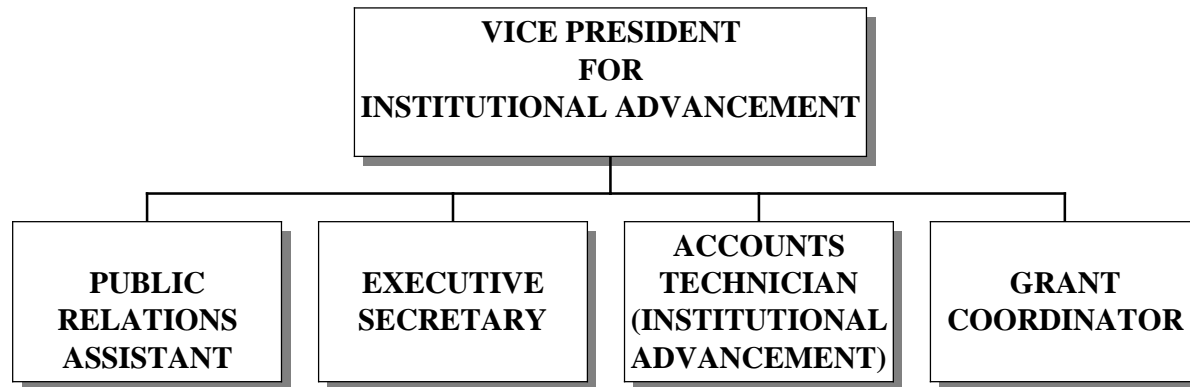 VICE PRESIDENT
FOR
INSTITUTIONAL ADVANCEMENT
PUBLIC
RELATIONS
ASSISTANT
EXECUTIVE
SECRETARY
ACCOUNTS
TECHNICIAN
(INSTITUTIONAL
ADVANCEMENT)
GRANT
COORDINATOR